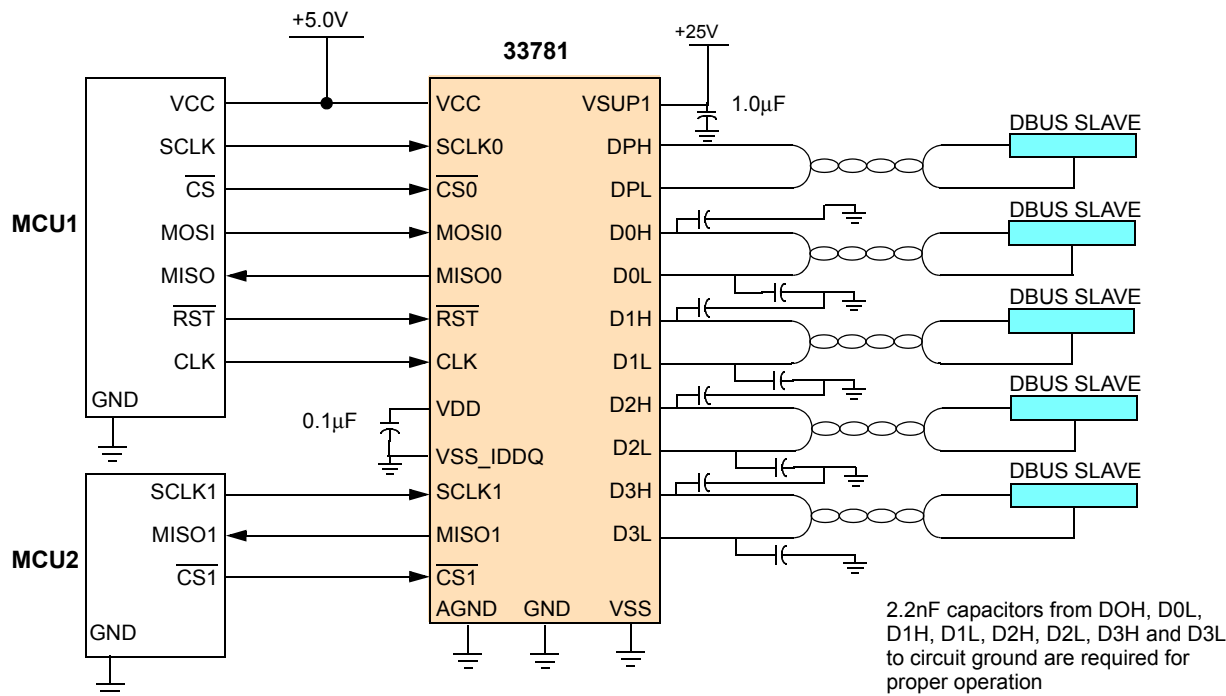 +5.0V
+25V
33781
MCU1
VCC
SCLK
CS
MOSI
MISO
RST
CLK
GND
0.1μF
MCU2
SCLK1
MISO1
CS1
GND
VCC
SCLK0
CS0
MOSI0
MISO0
RST
CLK
VDD
VSS_IDDQ
SCLK1
MISO1
CS1
AGND GND VSS
VSUP1
DPH
DPL
D0H
D0L
D1H
D1L
D2H
D2L
D3H
D3L
1.0μF
DBUS SLAVE
DBUS SLAVE
DBUS SLAVE
DBUS SLAVE
DBUS SLAVE
2.2nF capacitors from DOH, D0L,
D1H, D1L, D2H, D2L, D3H and D3L
to circuit ground are required for
proper operation